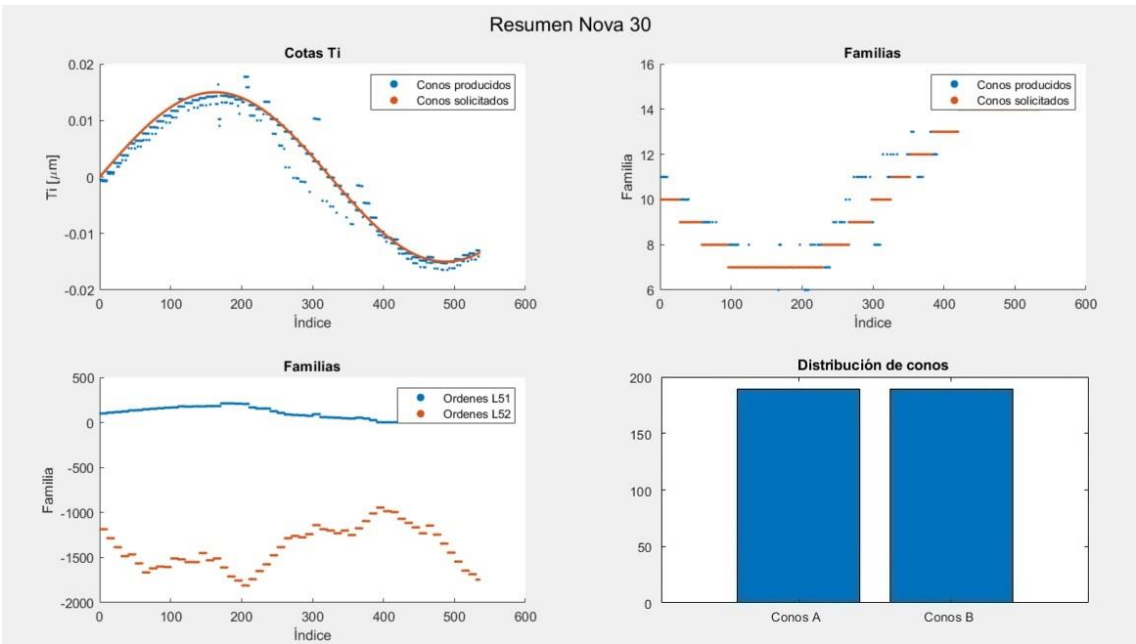 Resumen Nova 30
Cotas Ti
0.02
0.01
0
-0.01
-0.02
Ti [μm]
0
100
200
300
400
500
600
Índice
Conos producidos
Conos solicitados
Familias
16
14
12
10
8
6
Familia
0
100
200
300
400
500
600
Índice
Conos producidos
Conos solicitados
Familias
500
0
-500
-1000
-1500
-2000
Familia
0
100
200
300
400
500
600
Índice
Ordenes L51
Ordenes L52
Distribución de conos
200
150
100
50
0
Conos A
Conos B